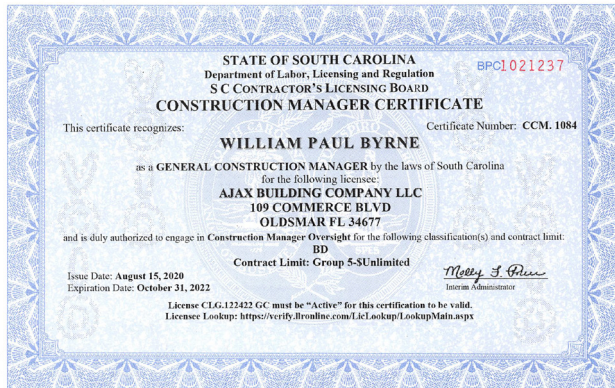 STATE OF SOUTH CAROLINA
Department of Labor, Licensing and Regulation
BPC1021237
S C CONTRACTOR'S LICENSING BOARD
CONSTRUCTION MANAGER CERTIFICATE
This certificate recognizes:
Certificate Number: CCM. 1084
WILLIAM PAUL BYRNE
as a GENERAL CONSTRUCTION MANAGER by the laws of South Carolina
for the following licensee:
AJAX BUILDING COMPANY LLC
109 COMMERCE BLVD
OLDSMAR FL 34677
and is duly authorized to engage in Construction Manager Oversight for the following classification(s) and contract limit:
BD
Contract Limit: Group 5-$Unlimited
Issue Date: August 15, 2020
Expiration Date: October 31, 2022
Interim Administrator
License CLG.122422 GC must be "Active" for this certification to be valid.
Licensee Lookup: https://verify.llronline.com/LicLookup/LookupMain.aspx